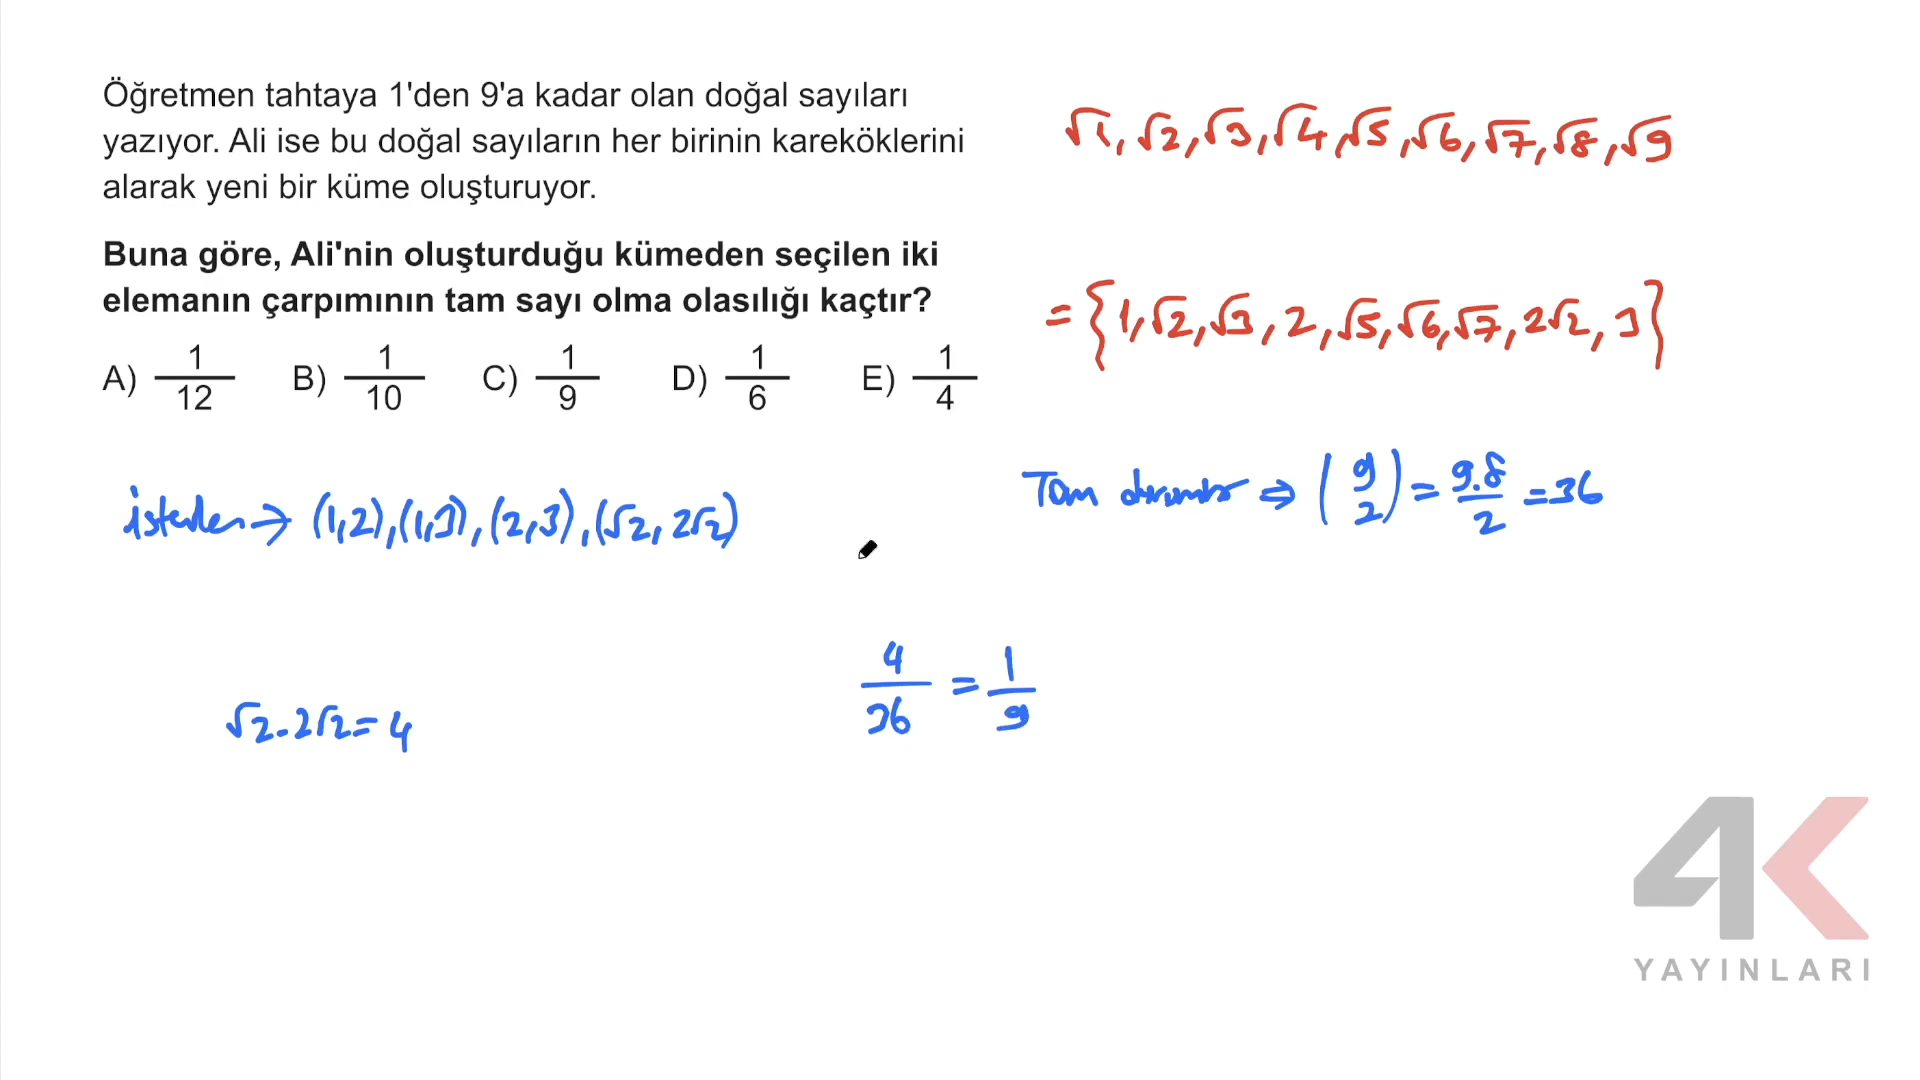 Öğretmen tahtaya 1'den 9'a kadar olan doğal sayıları
yazıyor. Ali ise bu doğal sayıların her birinin kareköklerini
alarak yeni bir küme oluşturuyor.
Buna göre, Ali'nin oluşturduğu kümeden seçilen iki
elemanın çarpımının tam sayı olma olasılığı kaçtır?
A) 1/12 B) 1/10 C) 1/9 D) 1/6 E) 1/4
√1, √2, √3, √4, √5, √6, √7, √8, √9
= {1, √2, √3, 2, √5, √6, √7, 2√2, 3}
Tüm durumlar ⇒ (9 2) = 9.8/2 = 36
İstenilen → (1,2), (1,3), (2,3), (√2, 2√2)
√2 . 2√2 = 4
4/36 = 1/9
4K
YAYINLARI